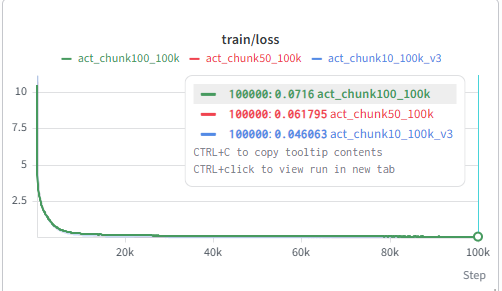 train/loss
act_chunk100_100k act_chunk50_100k act_chunk10_100k_v3
10
7.5
5
2.5
100000: 0.0716 act_chunk100_100k
100000: 0.061795 act_chunk50_100k
100000: 0.046063 act_chunk10_100k_v3
CTRL+C to copy tooltip contents
CTRL+click to view run in new tab
20k 40k 60k 80k 100k
Step